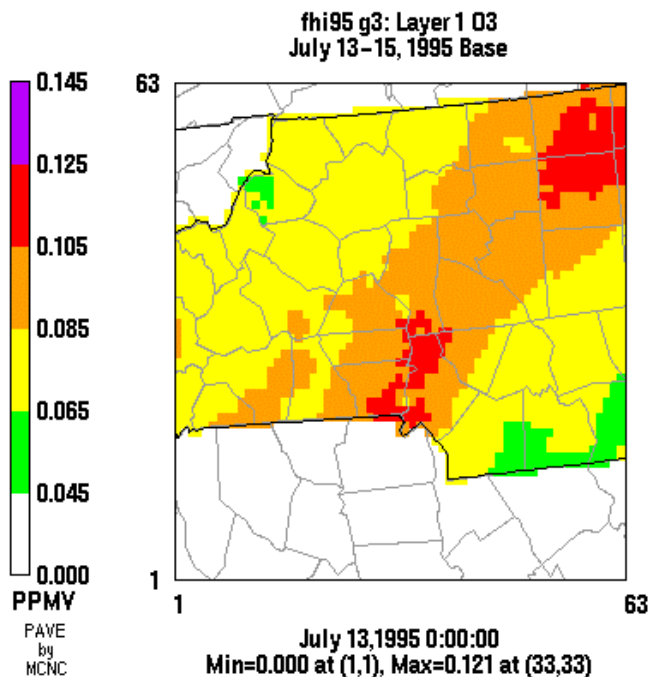 fhi95 g3: Layer 1 O3
July 13-15, 1995 Base
0.145
0.125
0.105
0.085
0.065
0.045
0.000
PPMV
PAVE
by
MCNC
63
1
1
63
July 13,1995 0:00:00
Min=0.000 at (1,1), Max=0.121 at (33,33)